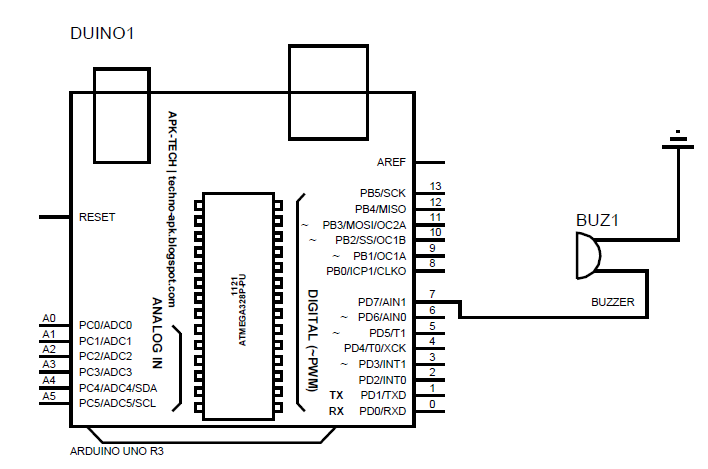 DUINO1
APK-TECH | techno-apk.blogspot.com
RESET
AREF
PB5/SCK 13
PB4/MISO 12
~ PB3/MOSI/OC2A 11
~ PB2/SS/OC1B 10
~ PB1/OC1A 9
PB0/ICP1/CLKO 8
1121
ATMEGA328P-PU
DIGITAL (~PWM)
ANALOG IN
PD7/AIN1 7
~ PD6/AIN0 6
~ PD5/T1 5
PD4/T0/XCK 4
~ PD3/INT1 3
PD2/INT0 2
TX PD1/TXD 1
RX PD0/RXD 0
A0 PC0/ADC0
A1 PC1/ADC1
A2 PC2/ADC2
A3 PC3/ADC3
A4 PC4/ADC4/SDA
A5 PC5/ADC5/SCL
ARDUINO UNO R3
BUZ1
BUZZER